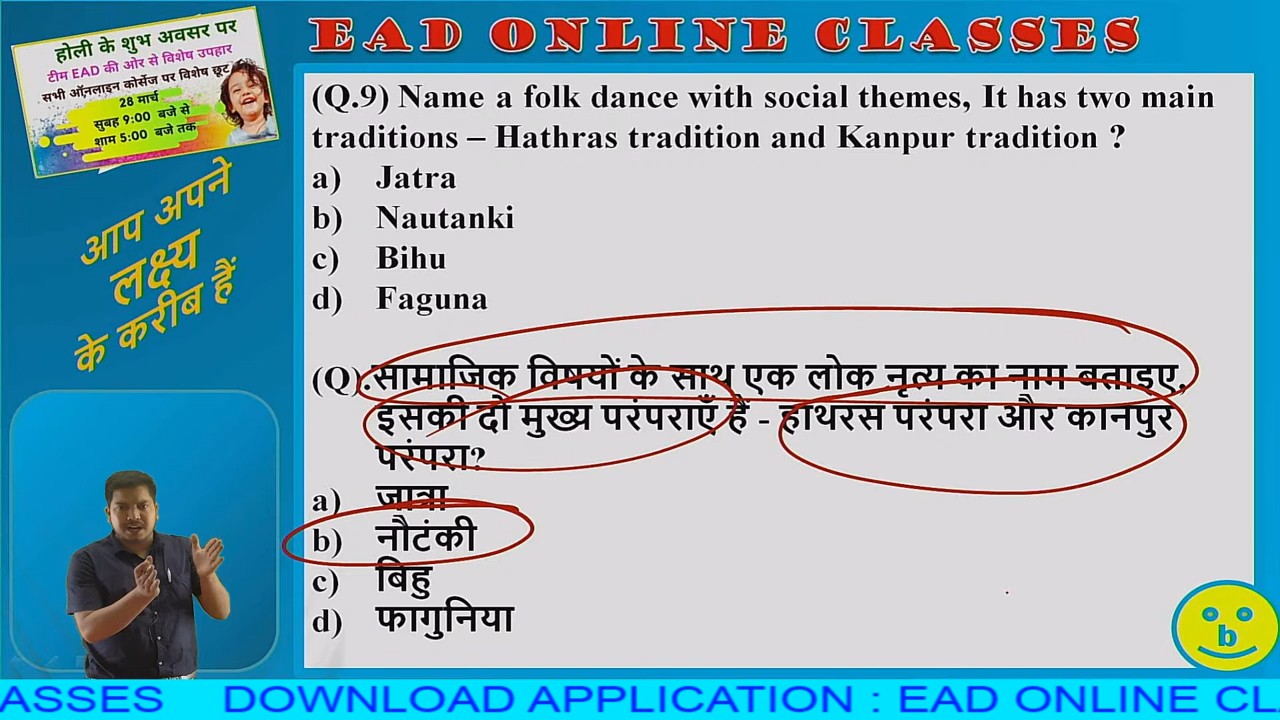 होली के शुभ अवसर पर
टीम EAD की ओर से विशेष उपहार
सभी ऑनलाइन कोर्सेज पर विशेष छूट
28 मार्च
सुबह 9:00 बजे से
शाम 5:00 बजे तक
आप अपने
लक्ष्य
के करीब हैं
EAD ONLINE CLASSES
(Q.9) Name a folk dance with social themes, It has two main
traditions – Hathras tradition and Kanpur tradition ?
a) Jatra
b) Nautanki
c) Bihu
d) Faguna
(Q).सामाजिक विषयों के साथ एक लोक नृत्य का नाम बताइए,
इसकी दो मुख्य परंपराएँ हैं - हाथरस परंपरा और कानपुर
परंपरा?
a) जात्रा
b) नौटंकी
c) बिहु
d) फागुनिया
b
ASSES DOWNLOAD APPLICATION : EAD ONLINE CL